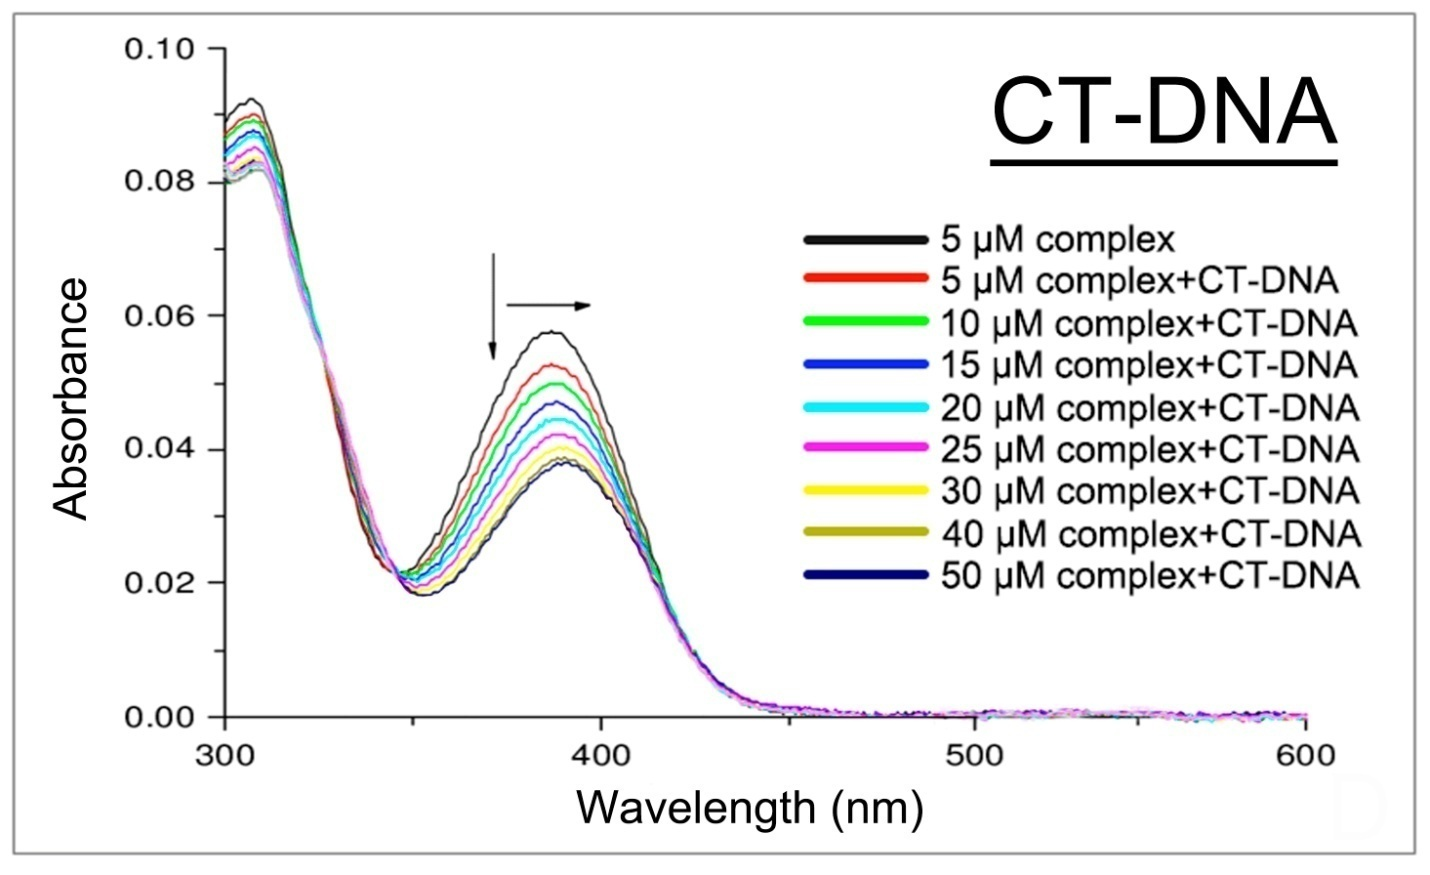 CT-DNA
0.10
0.08
0.06
0.04
0.02
0.00
Absorbance
5 µM complex
5 µM complex+CT-DNA
10 µM complex+CT-DNA
15 µM complex+CT-DNA
20 µM complex+CT-DNA
25 µM complex+CT-DNA
30 µM complex+CT-DNA
40 µM complex+CT-DNA
50 µM complex+CT-DNA
300 400 500 600
Wavelength (nm)
D